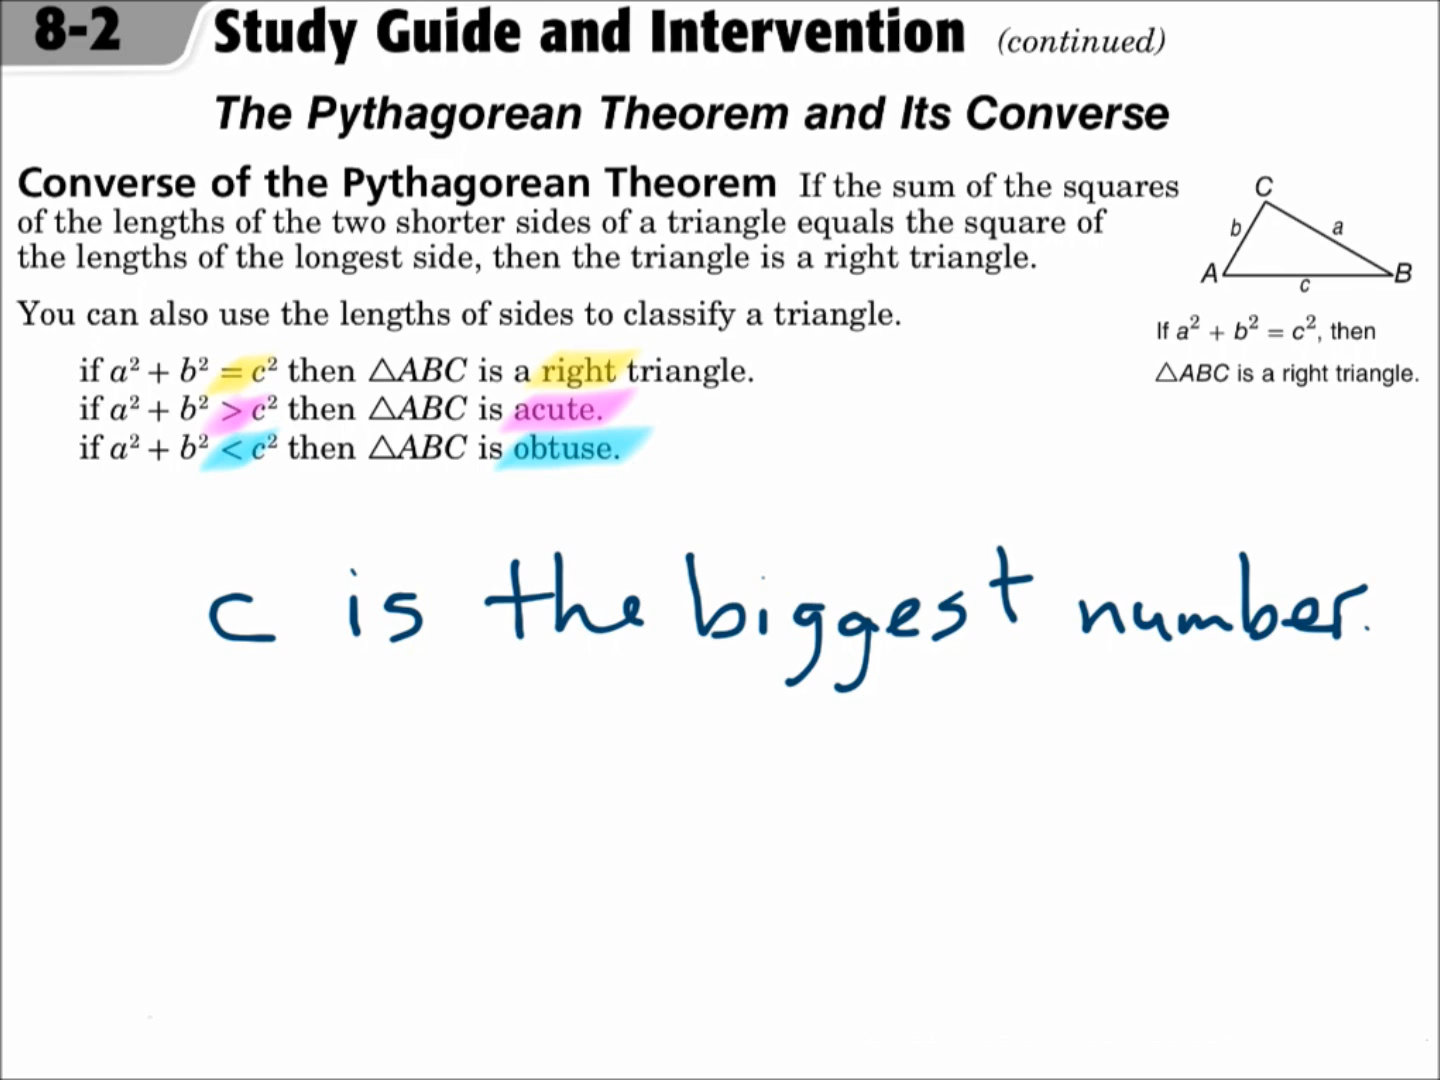 8-2 Study Guide and Intervention (continued)
The Pythagorean Theorem and Its Converse
Converse of the Pythagorean Theorem If the sum of the squares
of the lengths of the two shorter sides of a triangle equals the square of
the lengths of the longest side, then the triangle is a right triangle.
You can also use the lengths of sides to classify a triangle.
if a² + b² = c² then △ABC is a right triangle.
if a² + b² > c² then △ABC is acute.
if a² + b² < c² then △ABC is obtuse.
C
b a
A B
c
If a² + b² = c², then
△ABC is a right triangle.
c is the biggest number.